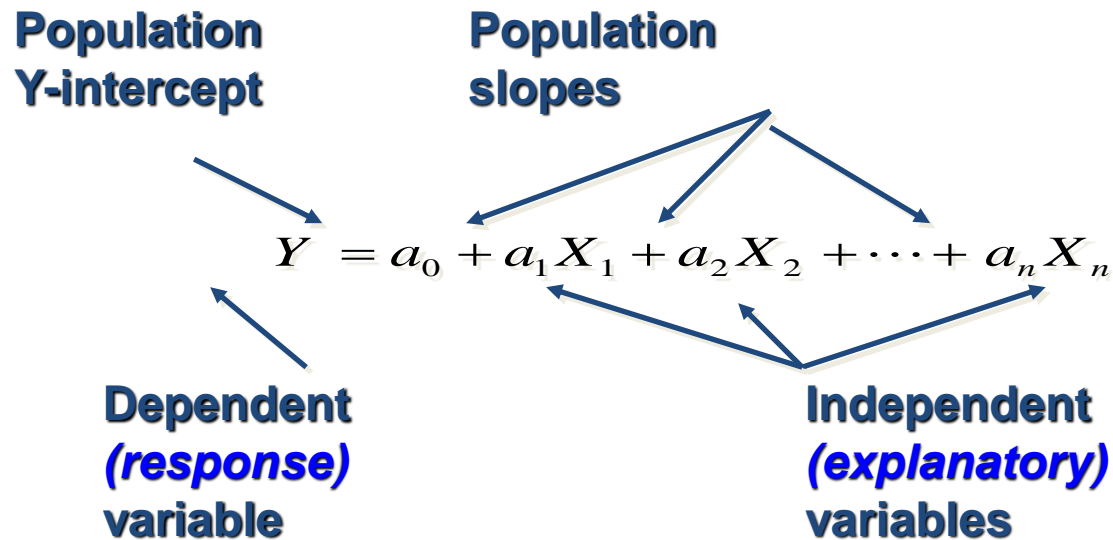 Population
Y-intercept
Population
slopes
Y = a₀ + a₁X₁ + a₂X₂ + ⋯ + aₙXₙ
Dependent
(response)
variable
Independent
(explanatory)
variables